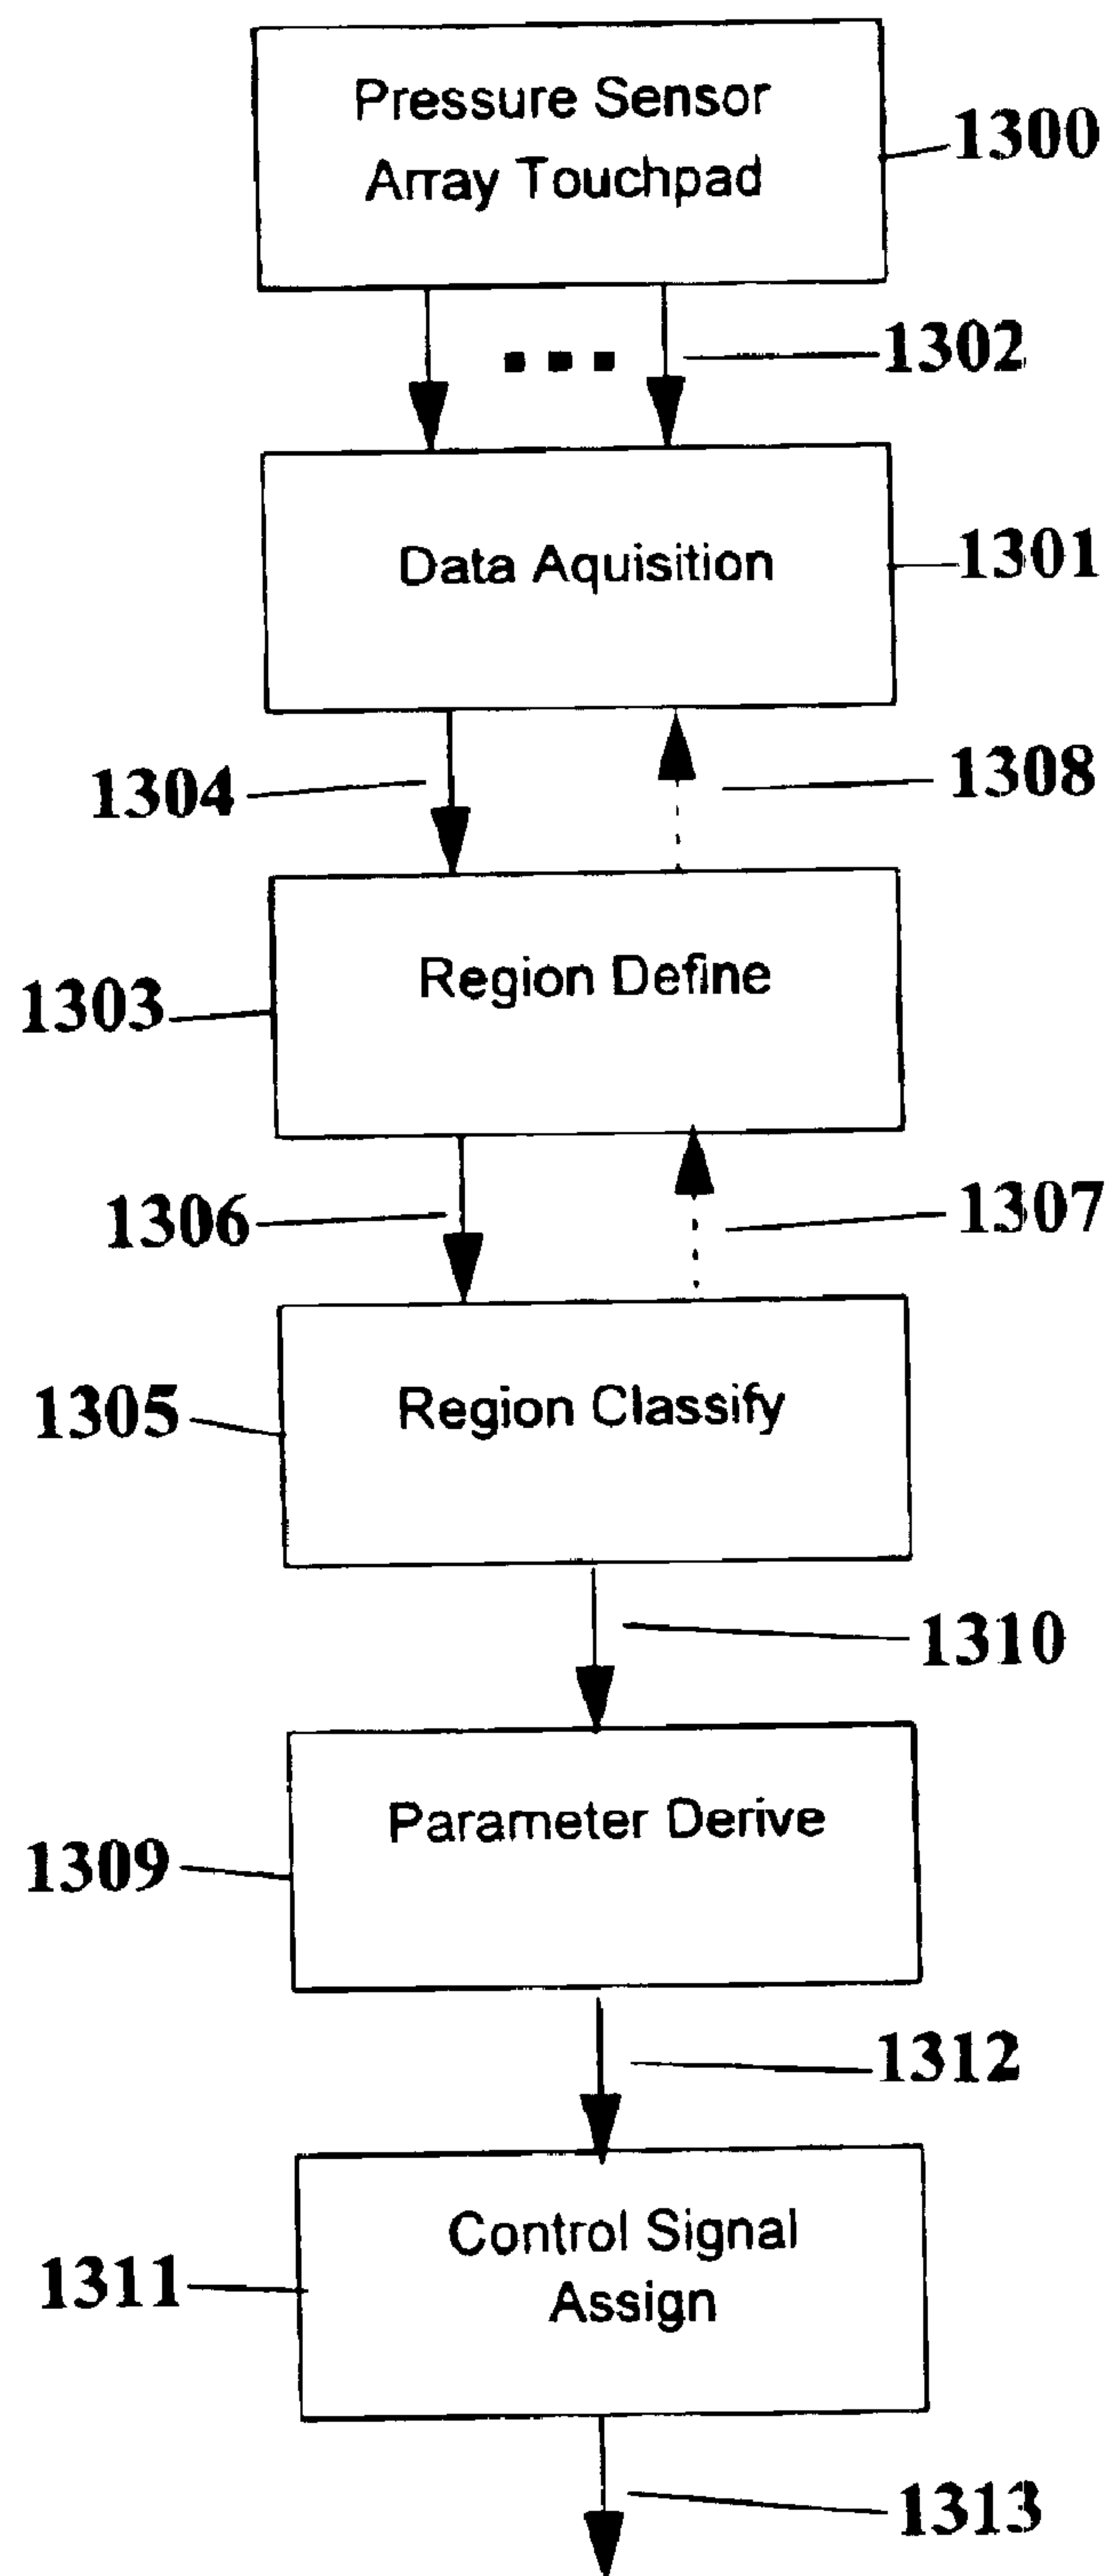 Pressure Sensor
Array Touchpad
1300
1302
Data Aquisition
1301
1304
1308
Region Define
1303
1306
1307
Region Classify
1305
1310
Parameter Derive
1309
1312
Control Signal
Assign
1311
1313